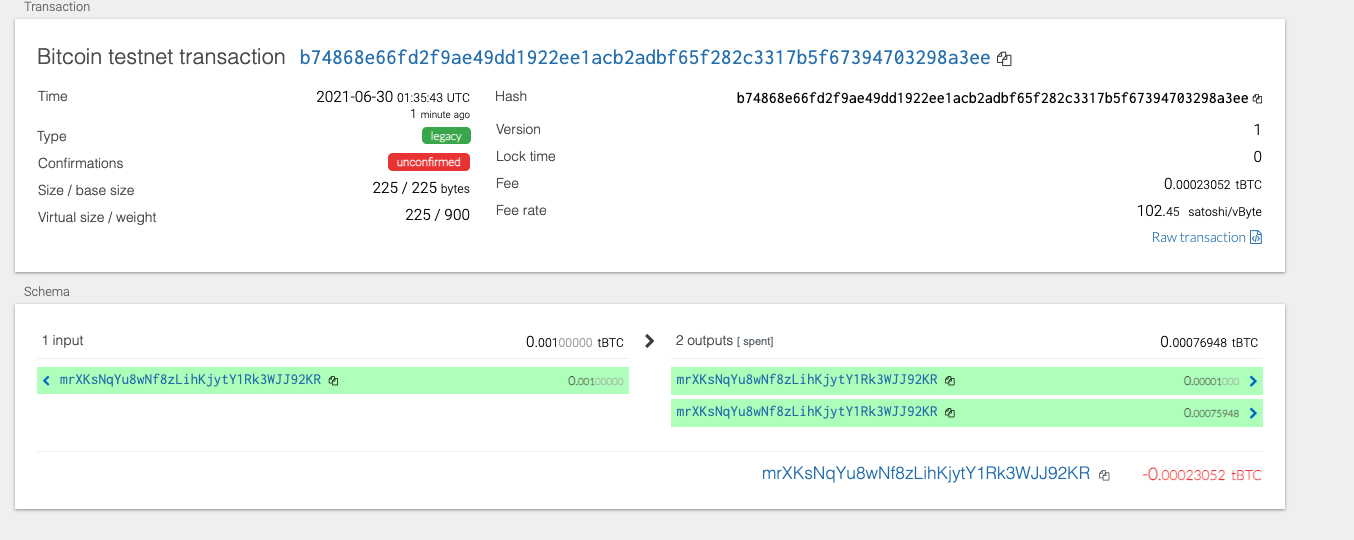 Transaction
Bitcoin testnet transaction b74868e66fd2f9ae49dd1922ee1acb2adbf65f282c3317b5f67394703298a3ee
Time 2021-06-30 01:35:43 UTC
1 minute ago
Type legacy
Confirmations unconfirmed
Size / base size 225 / 225 bytes
Virtual size / weight 225 / 900
Hash b74868e66fd2f9ae49dd1922ee1acb2adbf65f282c3317b5f67394703298a3ee
Version 1
Lock time 0
Fee 0.00023052 tBTC
Fee rate 102.45 satoshi/vByte
Raw transaction
Schema
1 input 0.00100000 tBTC
mrXKsNqYu8wNf8zLihKjytY1Rk3WJJ92KR 0.00100000
2 outputs [ spent] 0.00076948 tBTC
mrXKsNqYu8wNf8zLihKjytY1Rk3WJJ92KR 0.00001000
mrXKsNqYu8wNf8zLihKjytY1Rk3WJJ92KR 0.00075948
mrXKsNqYu8wNf8zLihKjytY1Rk3WJJ92KR -0.00023052 tBTC